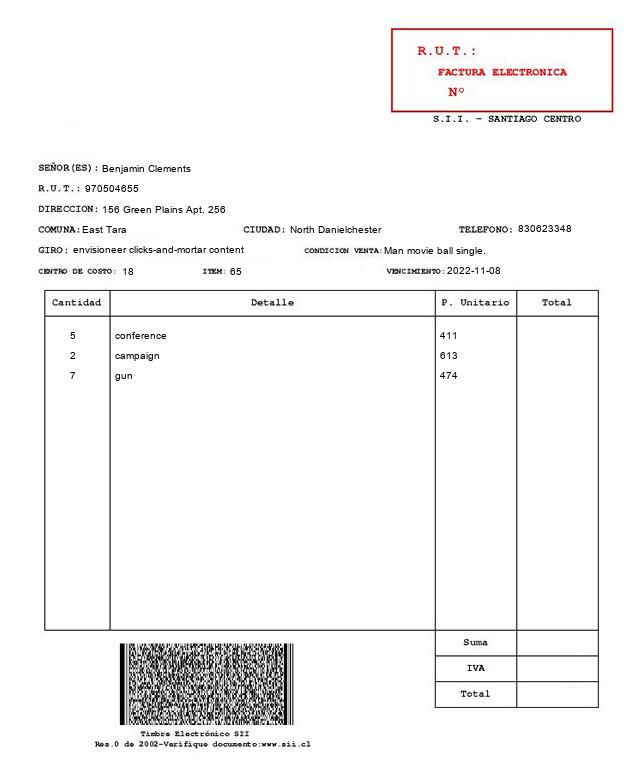 R.U.T.:
FACTURA ELECTRONICA
Nº
S.I.I. - SANTIAGO CENTRO
SEÑOR(ES): Benjamin Clements
R.U.T.: 970504655
DIRECCION: 156 Green Plains Apt. 256
COMUNA: East Tara CIUDAD: North Danielchester TELEFONO: 830623348
GIRO: envisioneer clicks-and-mortar content CONDICION VENTA: Man movie ball single.
CENTRO DE COSTO: 18 ITEM: 65 VENCIMIENTO: 2022-11-08
Cantidad Detalle P. Unitario Total
5 conference 411
2 campaign 613
7 gun 474
Suma
IVA
Total
Timbre Electrónico SII
Res.0 de 2002-Verifique documento:www.sii.cl